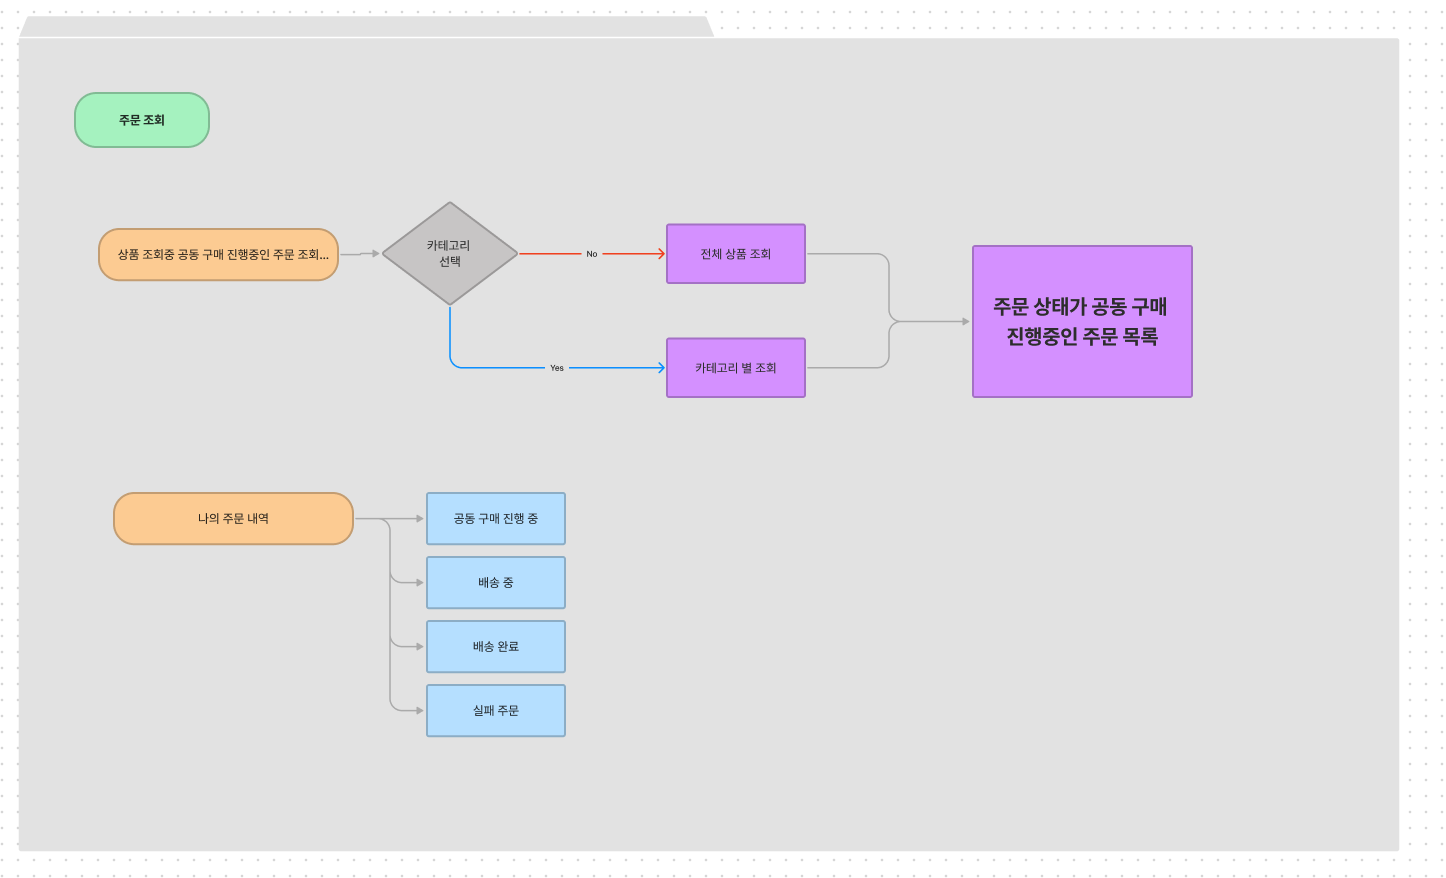 주문 조회
상품 조회중 공동 구매 진행중인 주문 조회...
카테고리
선택
No
전체 상품 조회
Yes
카테고리 별 조회
주문 상태가 공동 구매
진행중인 주문 목록
나의 주문 내역
공동 구매 진행 중
배송 중
배송 완료
실패 주문